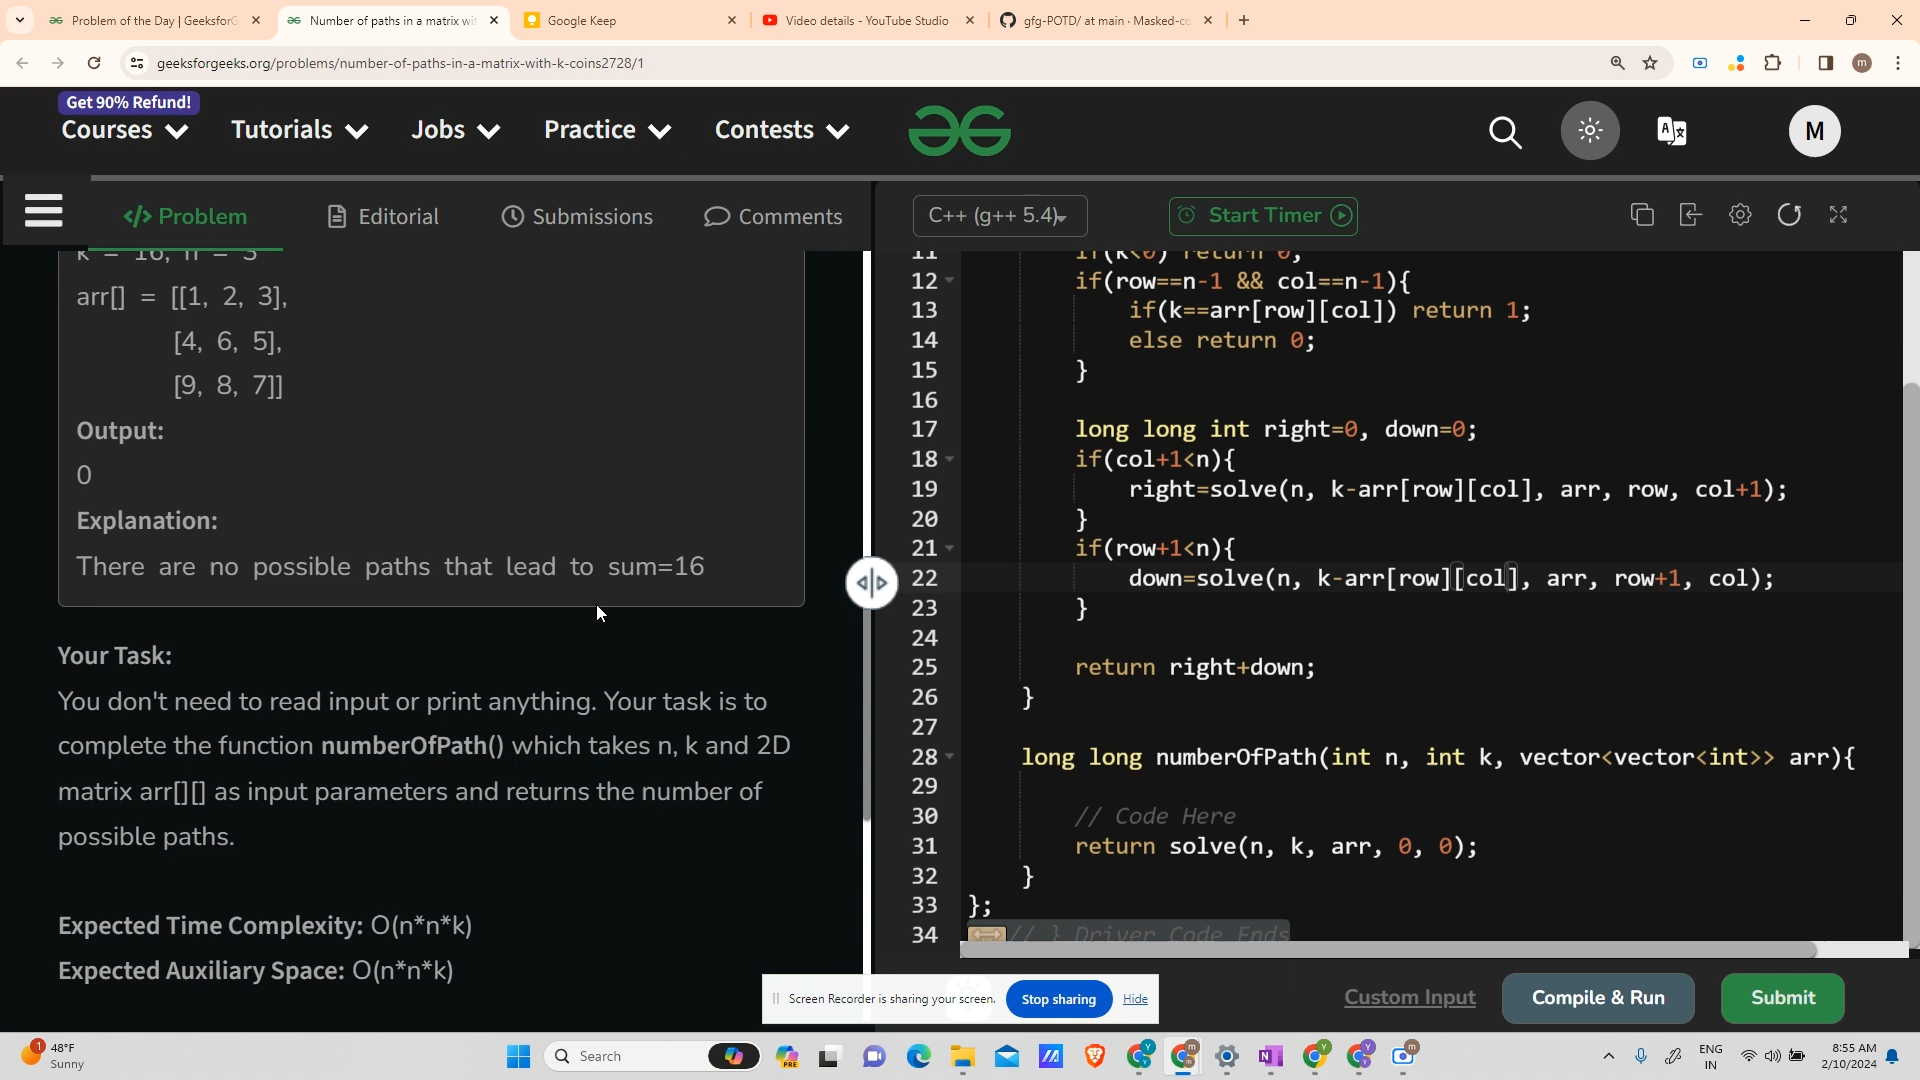 Problem of the Day | GeeksforG
Number of paths in a matrix wit
Google Keep
Video details - YouTube Studio
gfg-POTD/ at main · Masked-co
geeksforgeeks.org/problems/number-of-paths-in-a-matrix-with-k-coins2728/1
m
Get 90% Refund!
Courses
Tutorials
Jobs
Practice
Contests
M
Problem
Editorial
Submissions
Comments
C++ (g++ 5.4)
Start Timer
k = 16, n = 3
arr[] = [[1, 2, 3],
[4, 6, 5],
[9, 8, 7]]
Output:
0
Explanation:
There are no possible paths that lead to sum=16
Your Task:
You don't need to read input or print anything. Your task is to
complete the function numberOfPath() which takes n, k and 2D
matrix arr[][] as input parameters and returns the number of
possible paths.
Expected Time Complexity: O(n*n*k)
Expected Auxiliary Space: O(n*n*k)
11 if(k<0) return 0;
12 if(row==n-1 && col==n-1){
13 if(k==arr[row][col]) return 1;
14 else return 0;
15 }
16
17 long long int right=0, down=0;
18 if(col+1<n){
19 right=solve(n, k-arr[row][col], arr, row, col+1);
20 }
21 if(row+1<n){
22 down=solve(n, k-arr[row][col], arr, row+1, col);
23 }
24
25 return right+down;
26 }
27
28 long long numberOfPath(int n, int k, vector<vector<int>> arr){
29
30 // Code Here
31 return solve(n, k, arr, 0, 0);
32 }
33 };
34 // } Driver Code Ends
Screen Recorder is sharing your screen.
Stop sharing
Hide
Custom Input
Compile & Run
Submit
1
48°F
Sunny
Search
PRE
ENG
IN
8:55 AM
2/10/2024